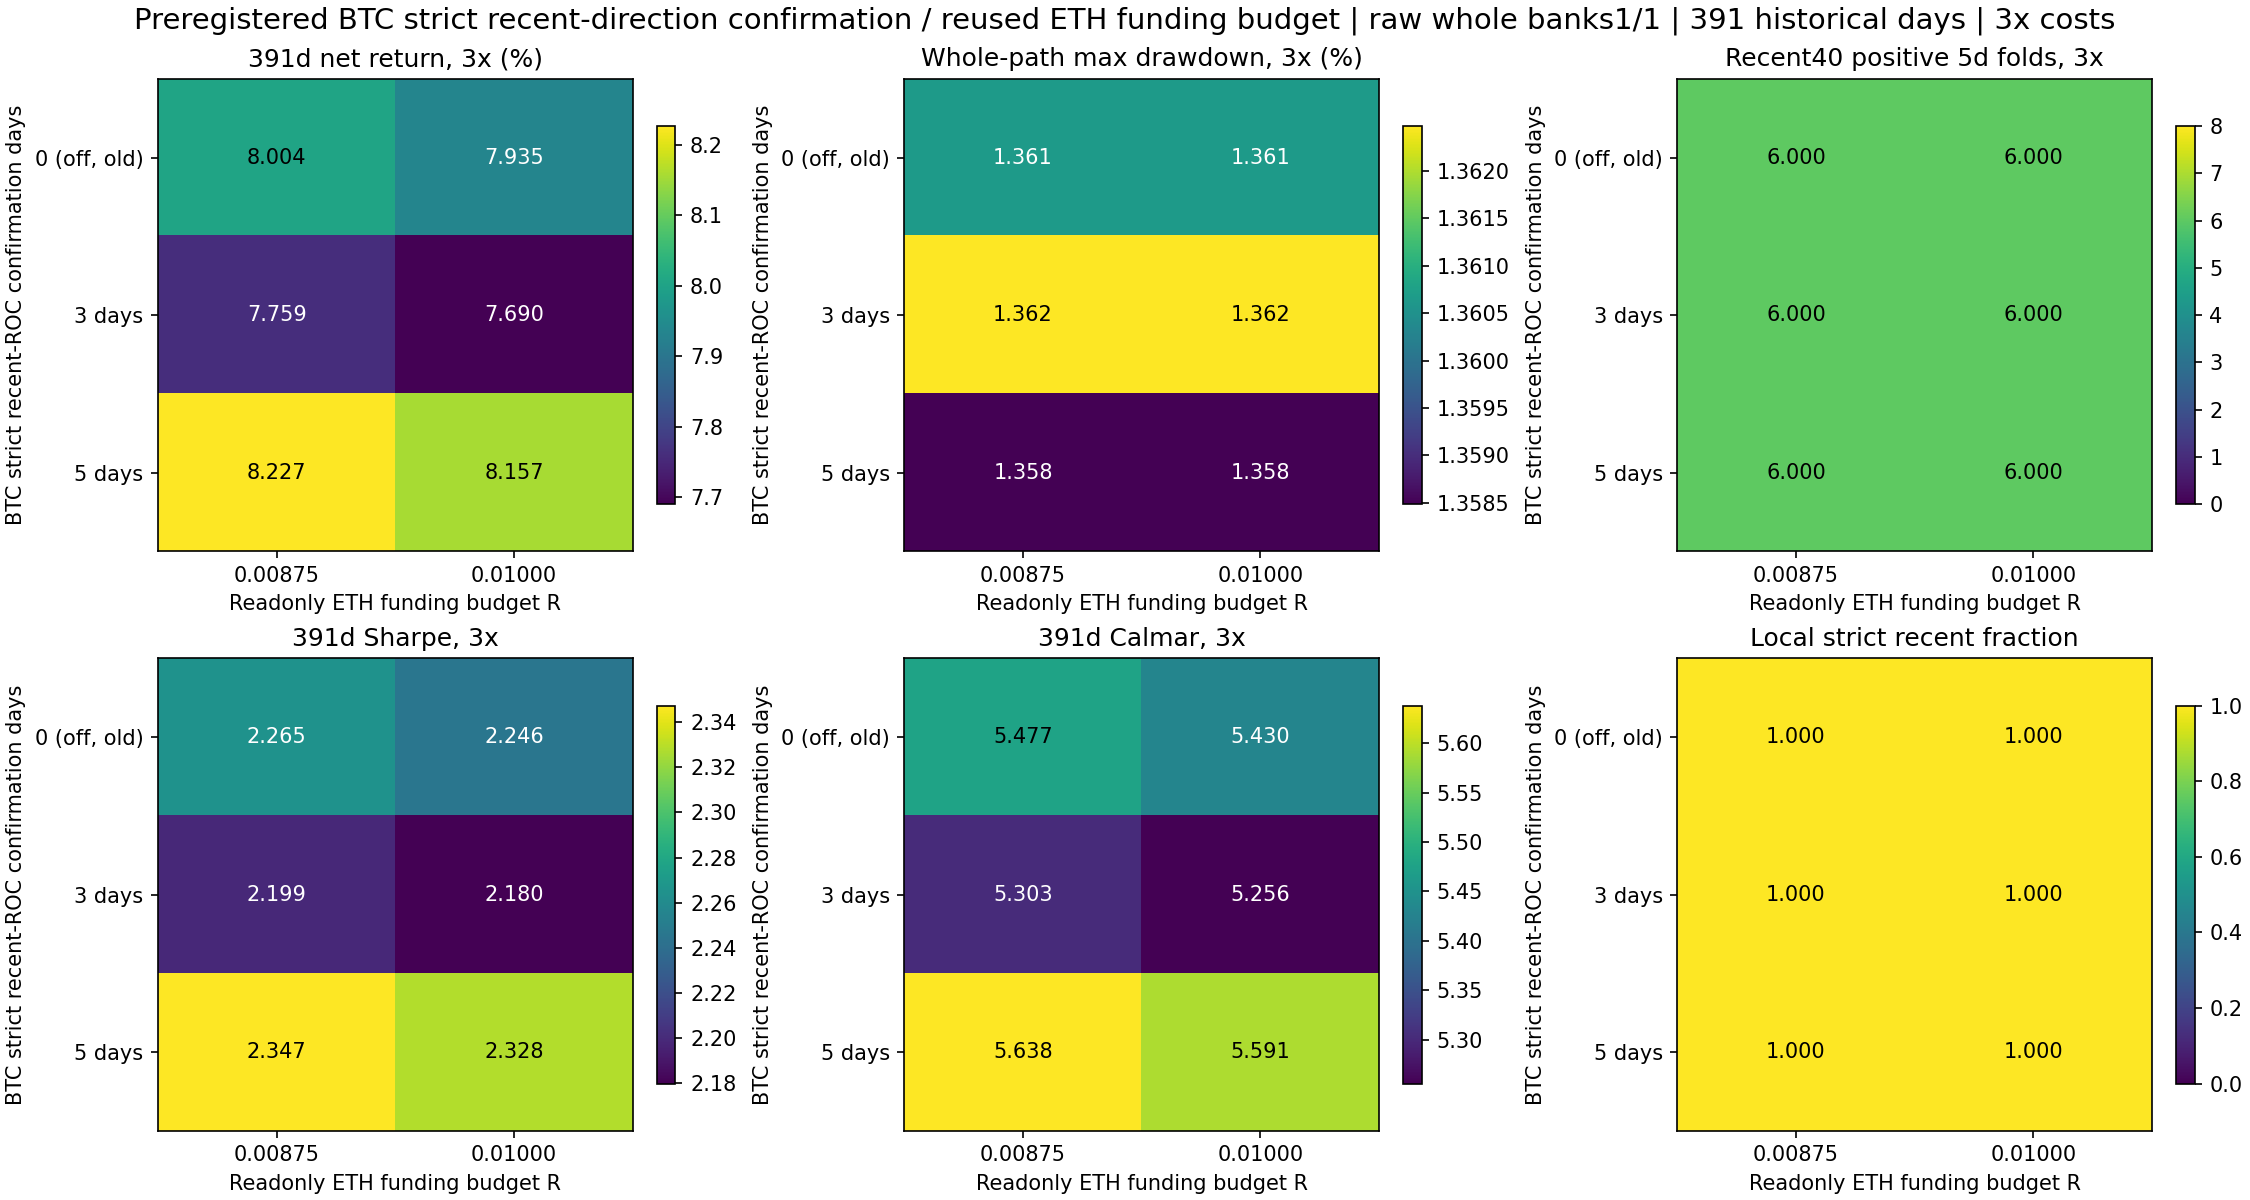 Preregistered BTC strict recent-direction confirmation / reused ETH funding budget | raw whole banks1/1 | 391 historical days | 3x costs
391d net return, 3x (%)
BTC strict recent-ROC confirmation days
0 (off, old)
3 days
5 days
8.004
7.935
7.759
7.690
8.227
8.157
0.00875
0.01000
Readonly ETH funding budget R
8.2
8.1
8.0
7.9
7.8
7.7
Whole-path max drawdown, 3x (%)
BTC strict recent-ROC confirmation days
0 (off, old)
3 days
5 days
1.361
1.361
1.362
1.362
1.358
1.358
0.00875
0.01000
Readonly ETH funding budget R
1.3620
1.3615
1.3610
1.3605
1.3600
1.3595
1.3590
1.3585
Recent40 positive 5d folds, 3x
BTC strict recent-ROC confirmation days
0 (off, old)
3 days
5 days
6.000
6.000
6.000
6.000
6.000
6.000
0.00875
0.01000
Readonly ETH funding budget R
8
7
6
5
4
3
2
1
0
391d Sharpe, 3x
BTC strict recent-ROC confirmation days
0 (off, old)
3 days
5 days
2.265
2.246
2.199
2.180
2.347
2.328
0.00875
0.01000
Readonly ETH funding budget R
2.34
2.32
2.30
2.28
2.26
2.24
2.22
2.20
2.18
391d Calmar, 3x
BTC strict recent-ROC confirmation days
0 (off, old)
3 days
5 days
5.477
5.430
5.303
5.256
5.638
5.591
0.00875
0.01000
Readonly ETH funding budget R
5.60
5.55
5.50
5.45
5.40
5.35
5.30
Local strict recent fraction
BTC strict recent-ROC confirmation days
0 (off, old)
3 days
5 days
1.000
1.000
1.000
1.000
1.000
1.000
0.00875
0.01000
Readonly ETH funding budget R
1.0
0.8
0.6
0.4
0.2
0.0